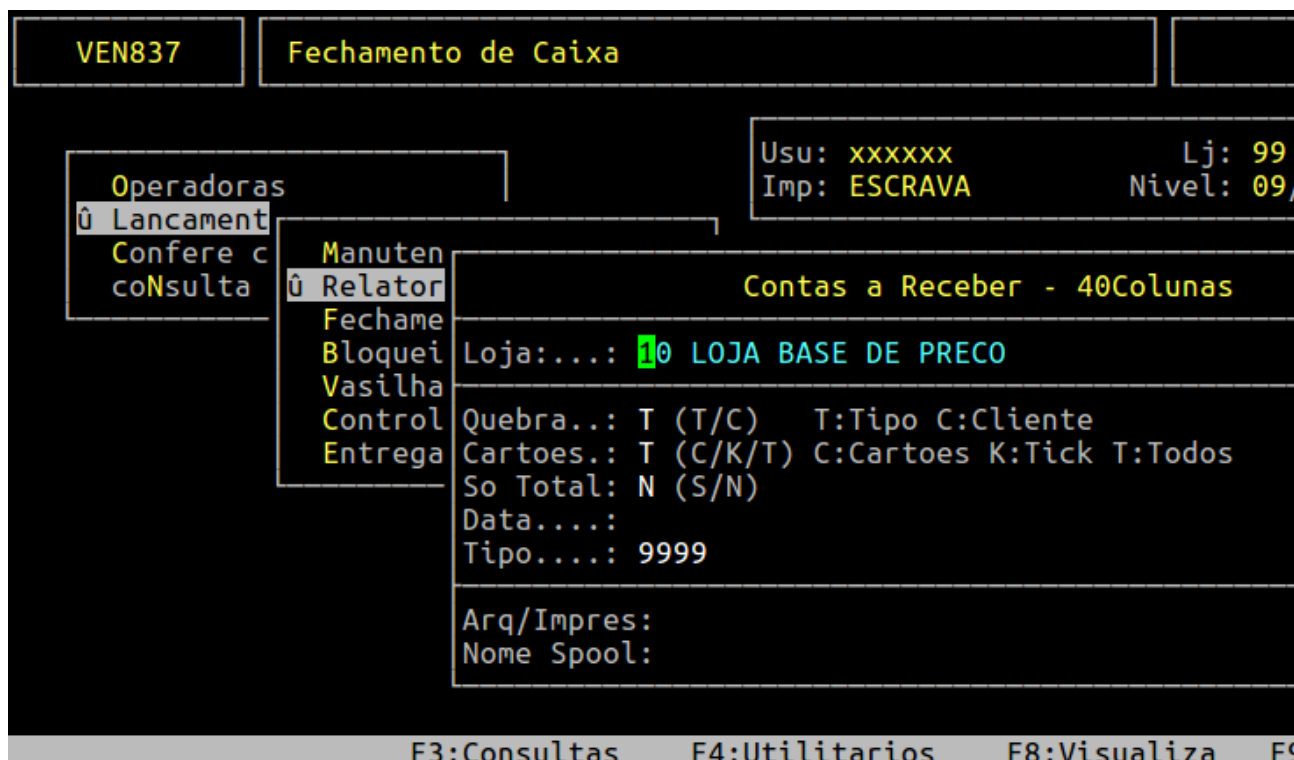 VEN837 Fechamento de Caixa
Usu: xxxxxx Lj: 99
Operadoras Imp: ESCRAVA Nivel: 09/
û Lancament
Confere c Manuten
coNsulta û Relator Contas a Receber - 40Colunas
Fechame
Bloquei Loja:...: 10 LOJA BASE DE PRECO
Vasilha
Control Quebra..: T (T/C) T:Tipo C:Cliente
Entrega Cartoes.: T (C/K/T) C:Cartoes K:Tick T:Todos
So Total: N (S/N)
Data....:
Tipo....: 9999
Arq/Impres:
Nome Spool:
F3:Consultas F4:Utilitarios F8:Visualiza